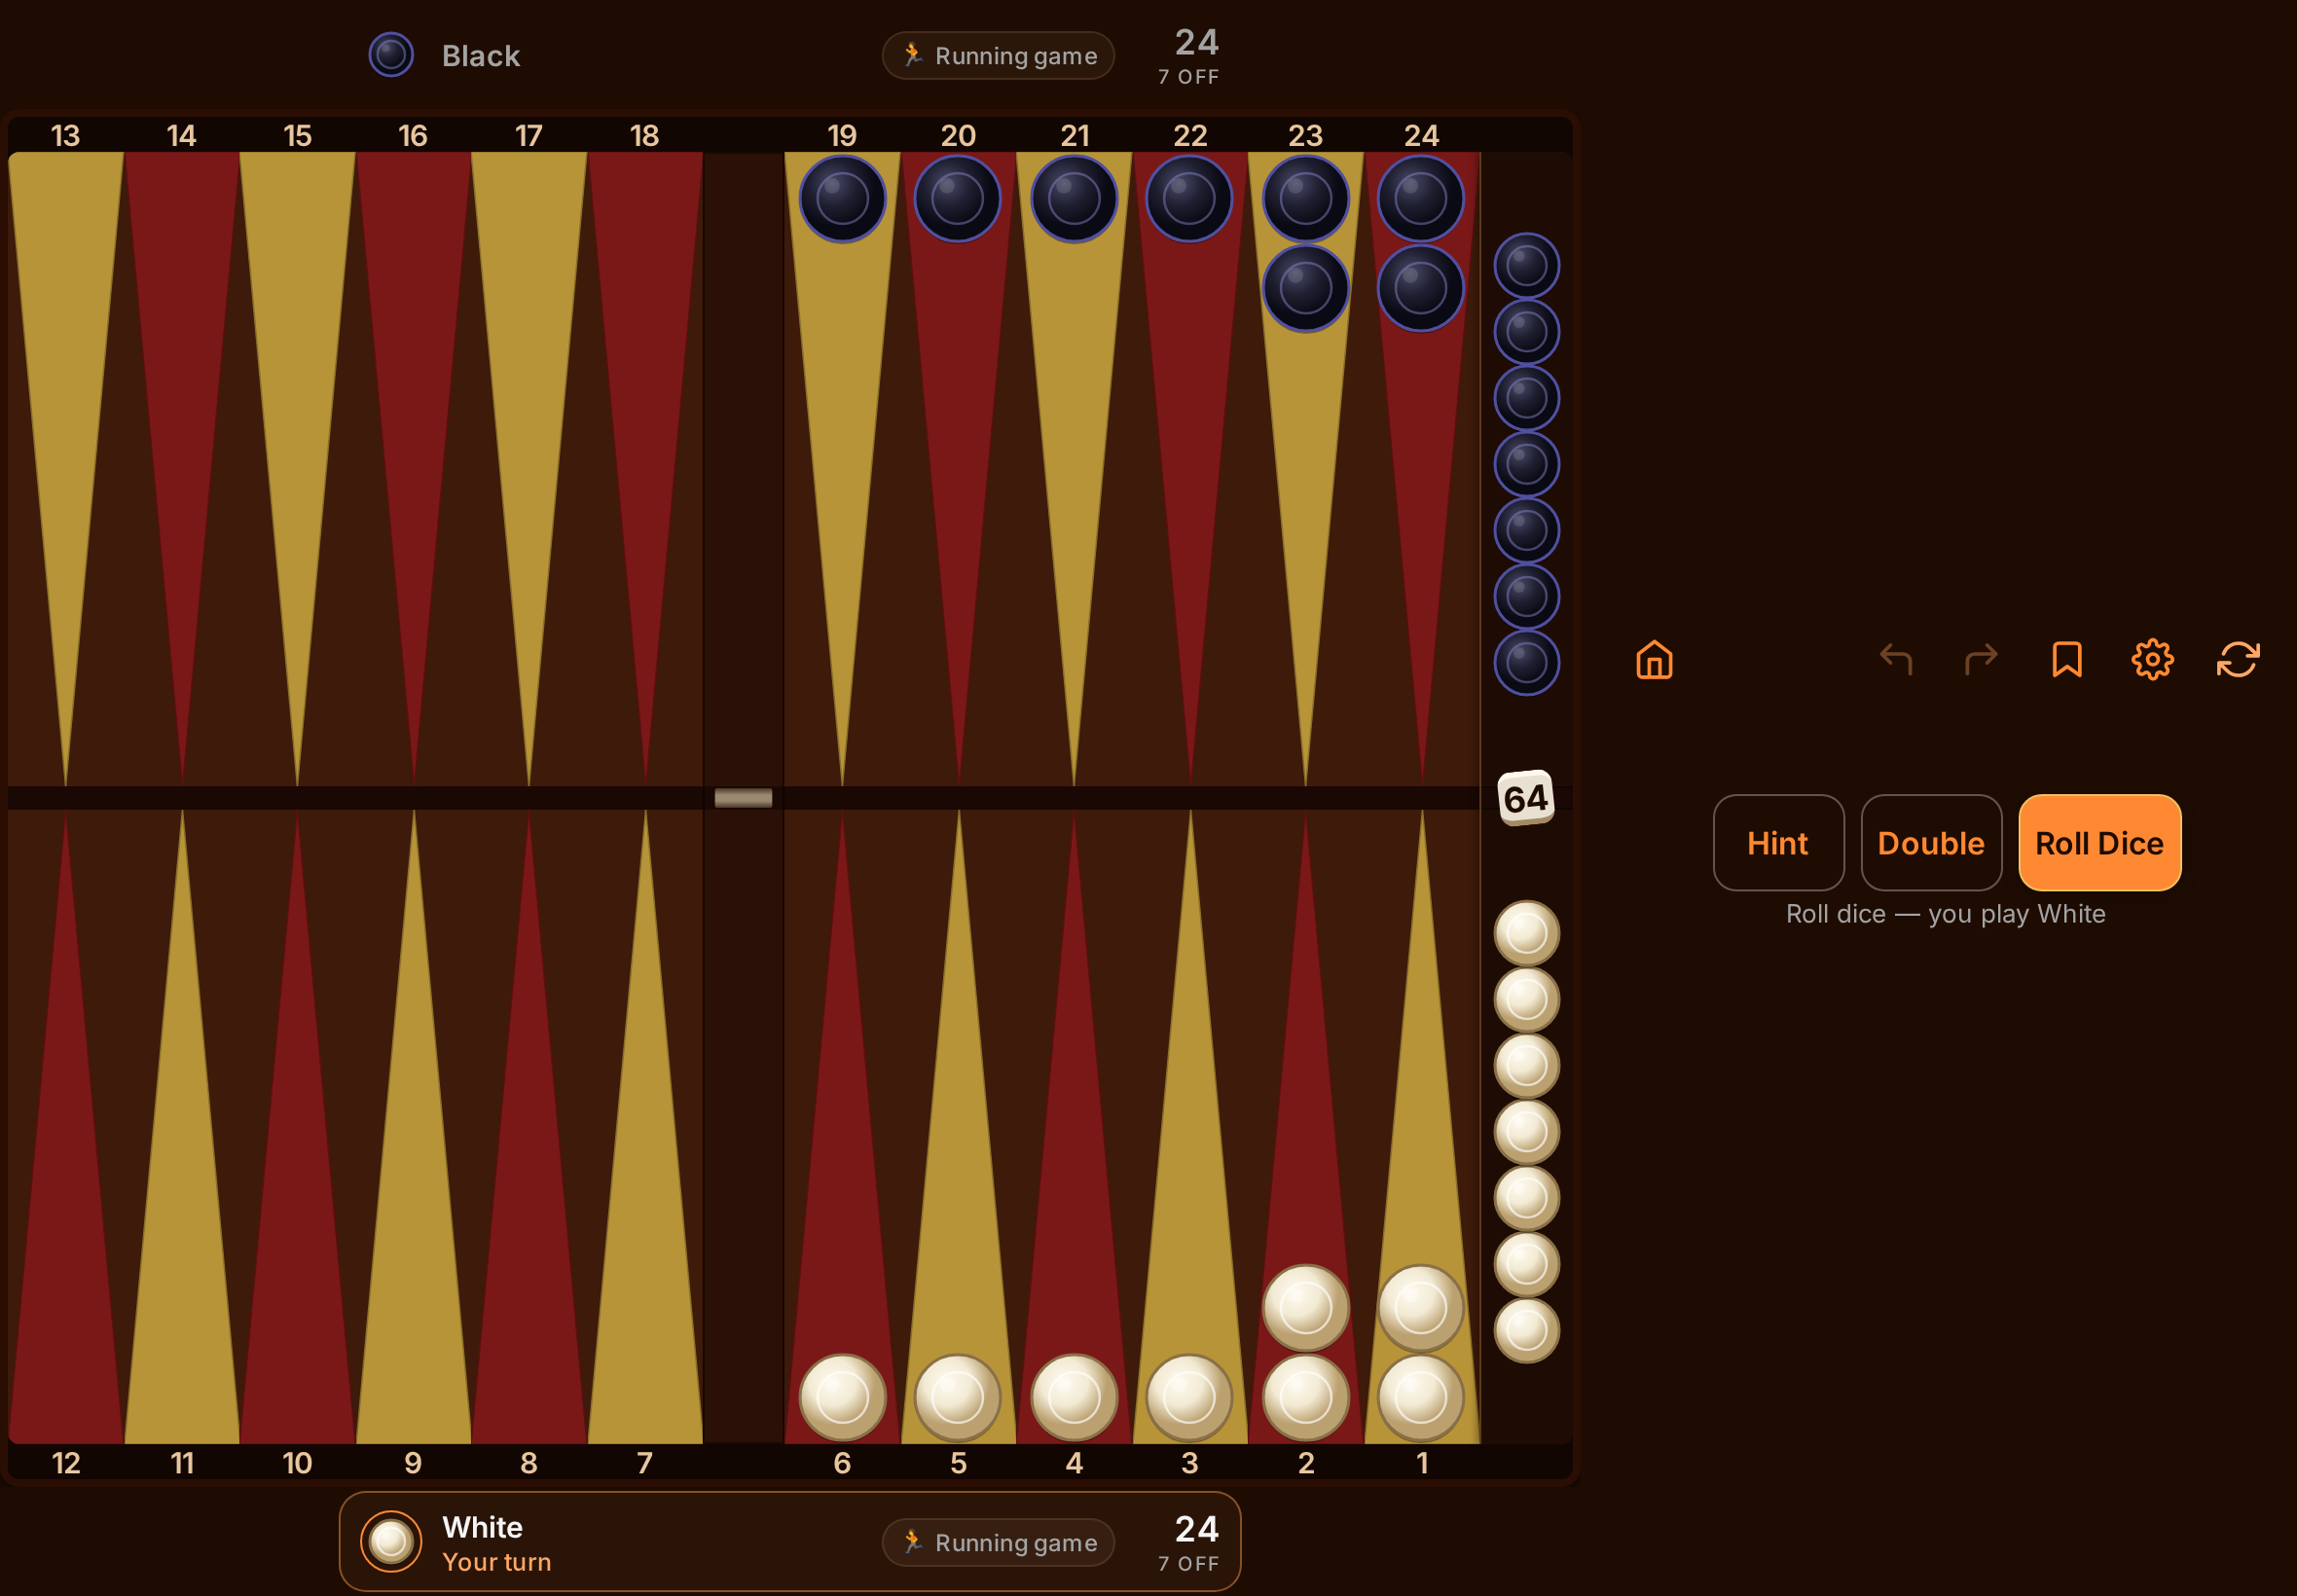 Black
Running game
24
7 OFF
13 14 15 16 17 18 19 20 21 22 23 24
64
Hint
Double
Roll Dice
Roll dice — you play White
12 11 10 9 8 7 6 5 4 3 2 1
White
Your turn
Running game
24
7 OFF